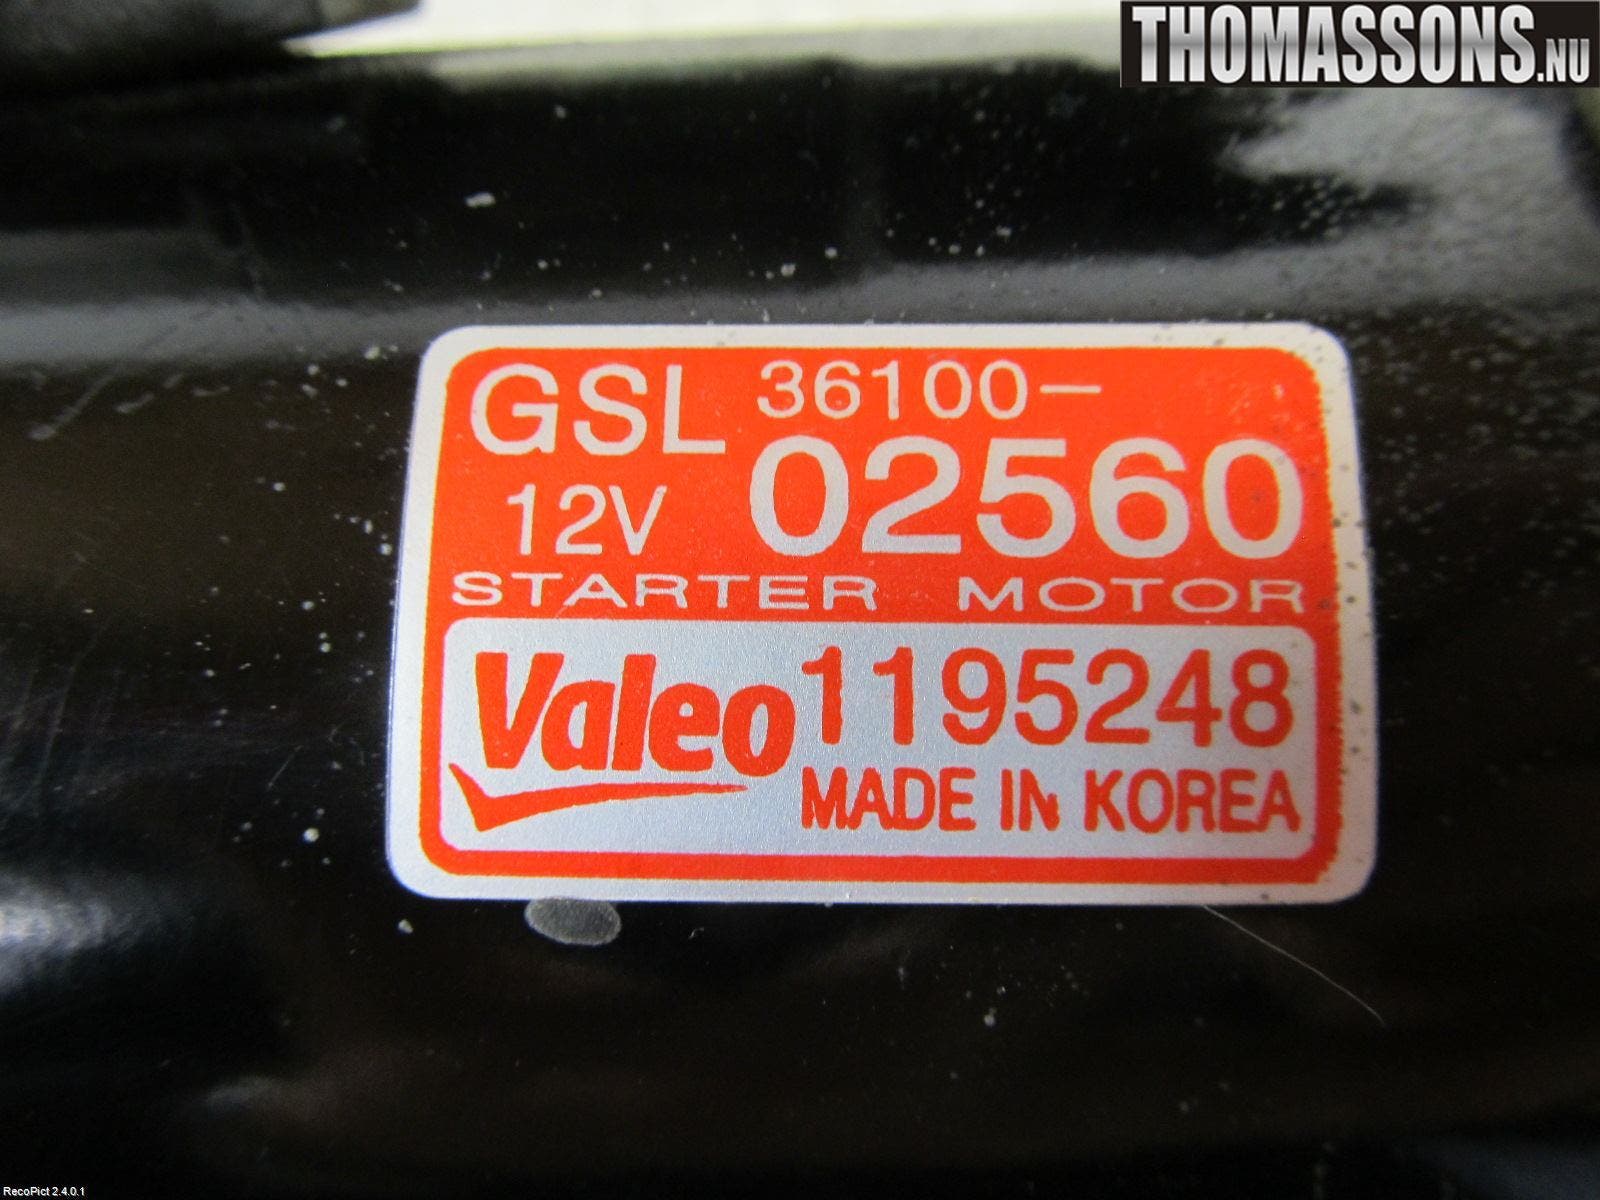 THOMASSONS.NU
GSL 36100-
12V 02560
STARTER MOTOR
Valeo 1195248
MADE IN KOREA
RecoPict 2.4.0.1